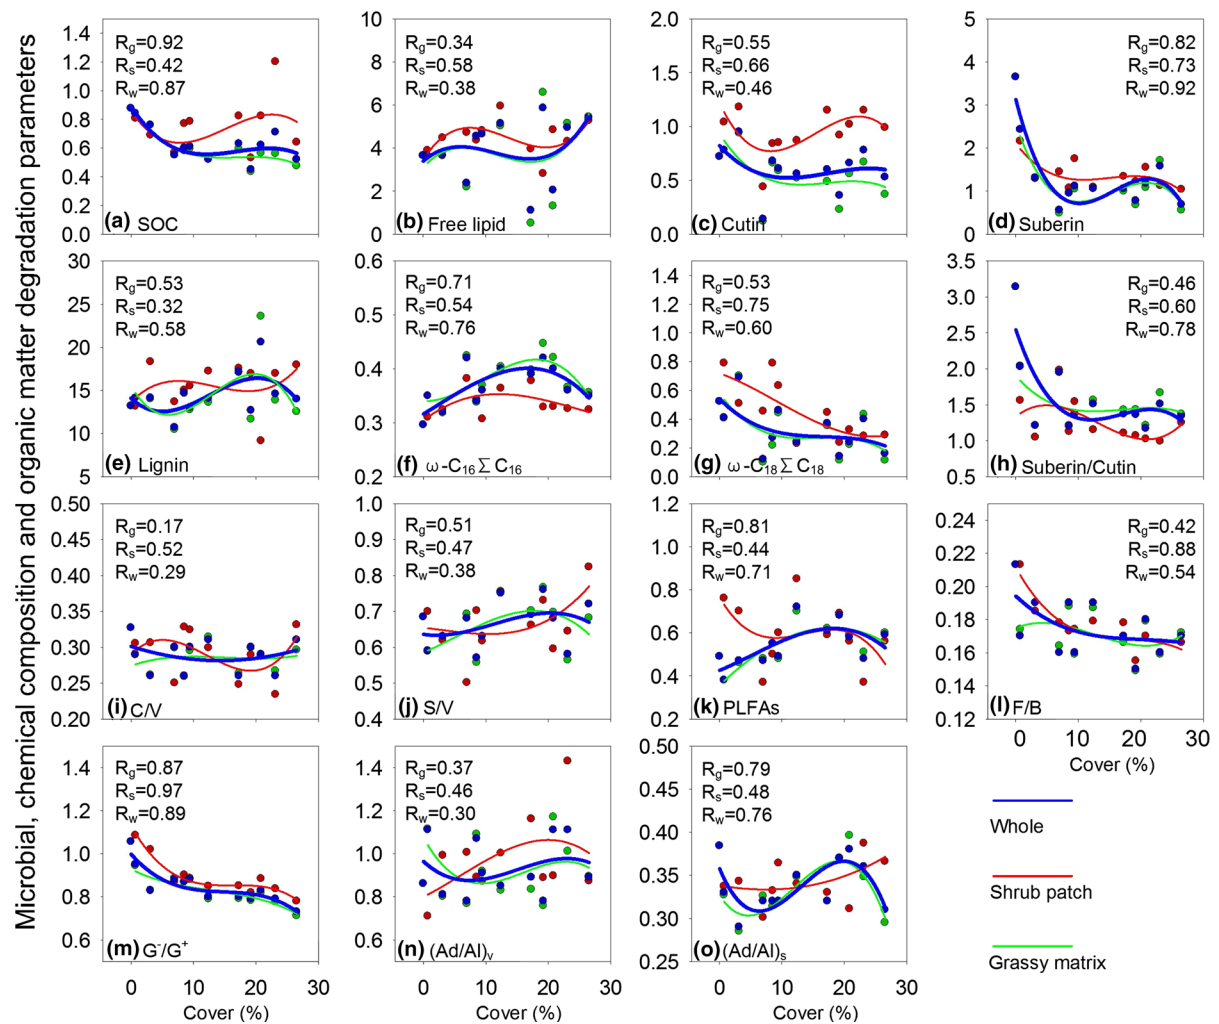 Microbial, chemical composition and organic matter degradation parameters
1.4
1.2
1.0
0.8
0.6
0.4
0.2
0.0
Rg=0.92
Rs=0.42
Rw=0.87
(a) SOC
10
8
6
4
2
0
Rg=0.34
Rs=0.58
Rw=0.38
(b) Free lipid
2.0
1.5
1.0
0.5
0.0
Rg=0.55
Rs=0.66
Rw=0.46
(c) Cutin
5
4
3
2
1
0
Rg=0.82
Rs=0.73
Rw=0.92
(d) Suberin
30
25
20
15
10
5
Rg=0.53
Rs=0.32
Rw=0.58
(e) Lignin
0.6
0.5
0.4
0.3
0.2
Rg=0.71
Rs=0.54
Rw=0.76
(f) ω-C16∑C16
1.4
1.2
1.0
0.8
0.6
0.4
0.2
0.0
Rg=0.53
Rs=0.75
Rw=0.60
(g) ω-C18∑C18
3.5
3.0
2.5
2.0
1.5
1.0
0.5
Rg=0.46
Rs=0.60
Rw=0.78
(h) Suberin/Cutin
0.50
0.45
0.40
0.35
0.30
0.25
0.20
Rg=0.17
Rs=0.52
Rw=0.29
(i) C/V
1.0
0.9
0.8
0.7
0.6
0.5
0.4
Rg=0.51
Rs=0.47
Rw=0.38
(j) S/V
1.2
1.0
0.8
0.6
0.4
0.2
Rg=0.81
Rs=0.44
Rw=0.71
(k) PLFAs
0.24
0.22
0.20
0.18
0.16
0.14
0.12
Rg=0.42
Rs=0.88
Rw=0.54
(l) F/B
0 10 20 30
Cover (%)
1.4
1.2
1.0
0.8
0.6
Rg=0.87
Rs=0.97
Rw=0.89
(m) G⁻/G⁺
0 10 20 30
Cover (%)
1.4
1.2
1.0
0.8
0.6
Rg=0.37
Rs=0.46
Rw=0.30
(n) (Ad/Al)v
0 10 20 30
Cover (%)
0.50
0.45
0.40
0.35
0.30
0.25
Rg=0.79
Rs=0.48
Rw=0.76
(o) (Ad/Al)s
0 10 20 30
Cover (%)
Whole
Shrub patch
Grassy matrix